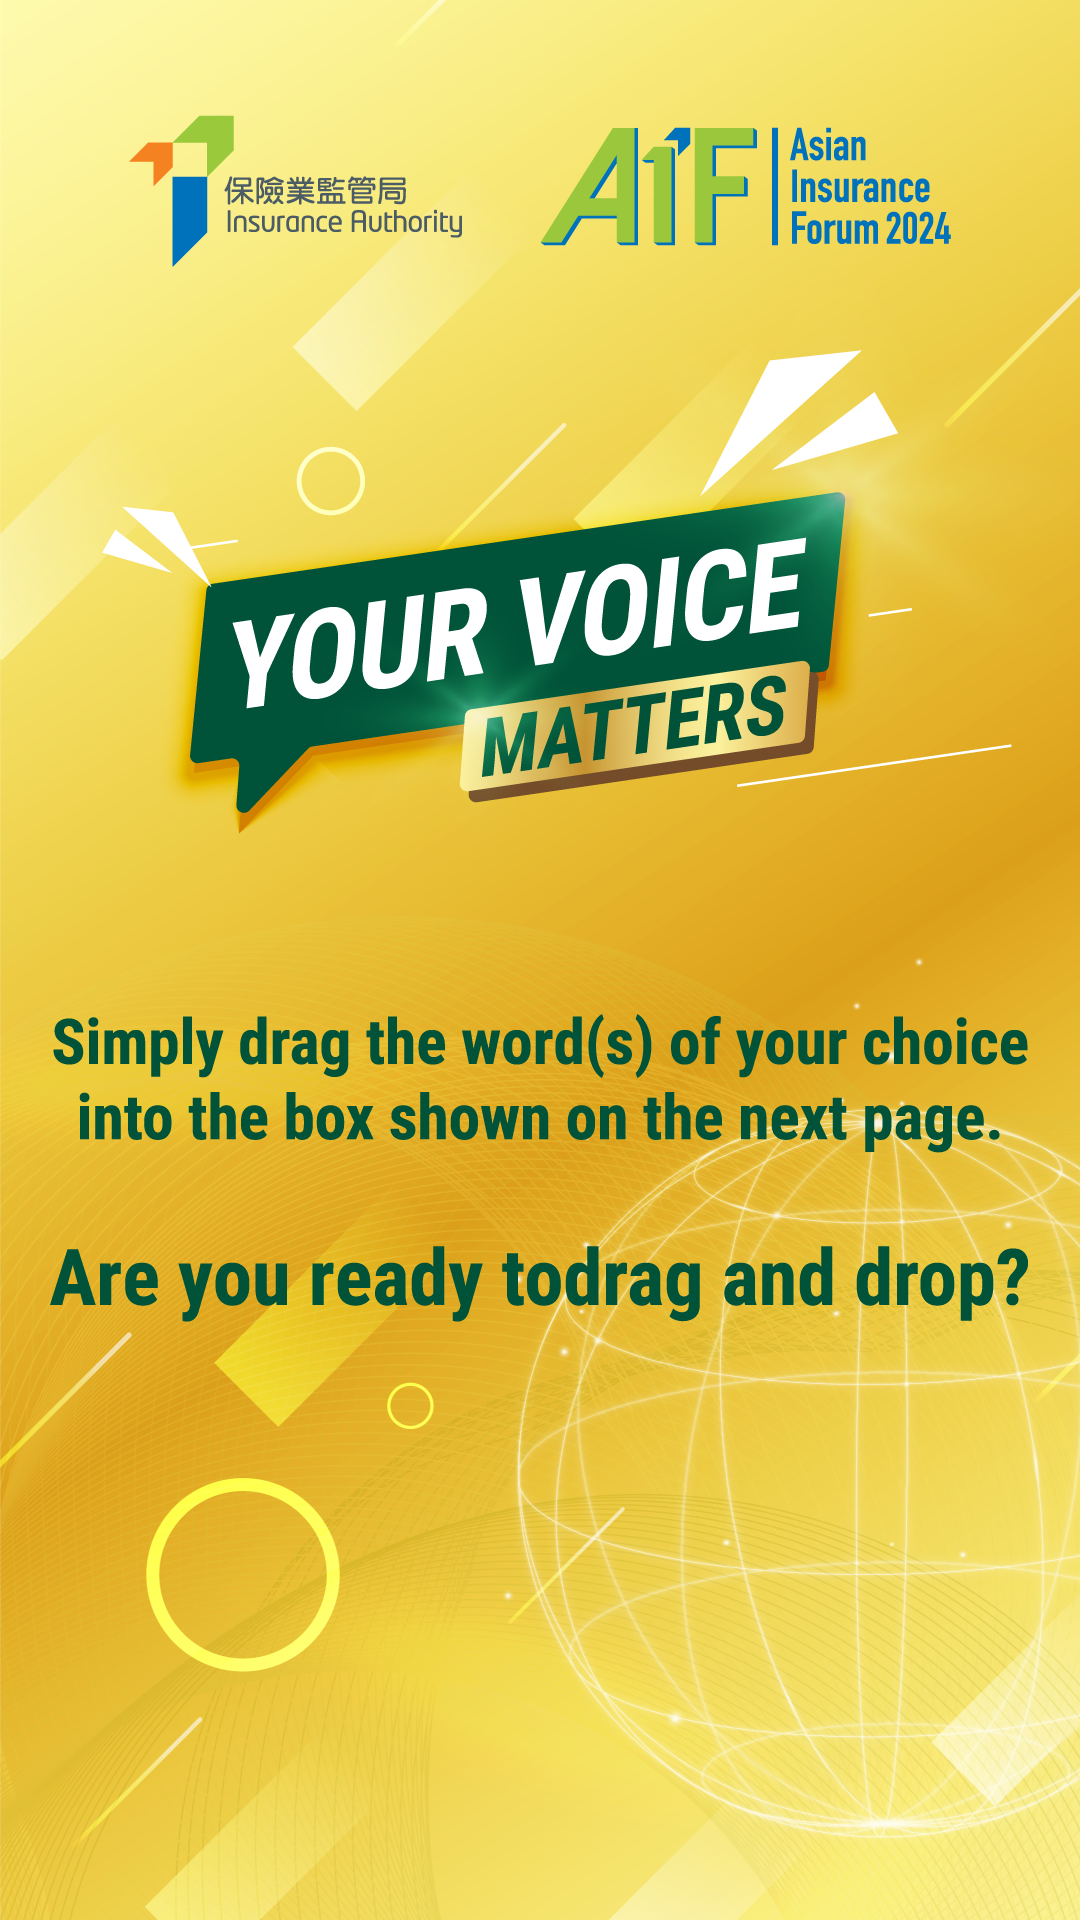 保險業監管局
Insurance Authority
AIF
Asian
Insurance
Forum 2024
YOUR VOICE
MATTERS
Simply drag the word(s) of your choice
into the box shown on the next page.
Are you ready todrag and drop?